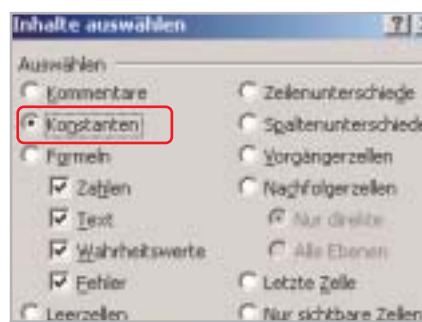 Inhalte auswählen
Auswählen
Kommentare
Zeilenunterschiede
Konstanten
Spaltenunterschiede
Formeln
Vorgängerzellen
Zahlen
Nachfolgerzellen
Text
Nur direkte
Wahrheitswerte
Alle Ebenen
Fehler
Letzte Zelle
Leerzellen
Nur sichtbare Zellen